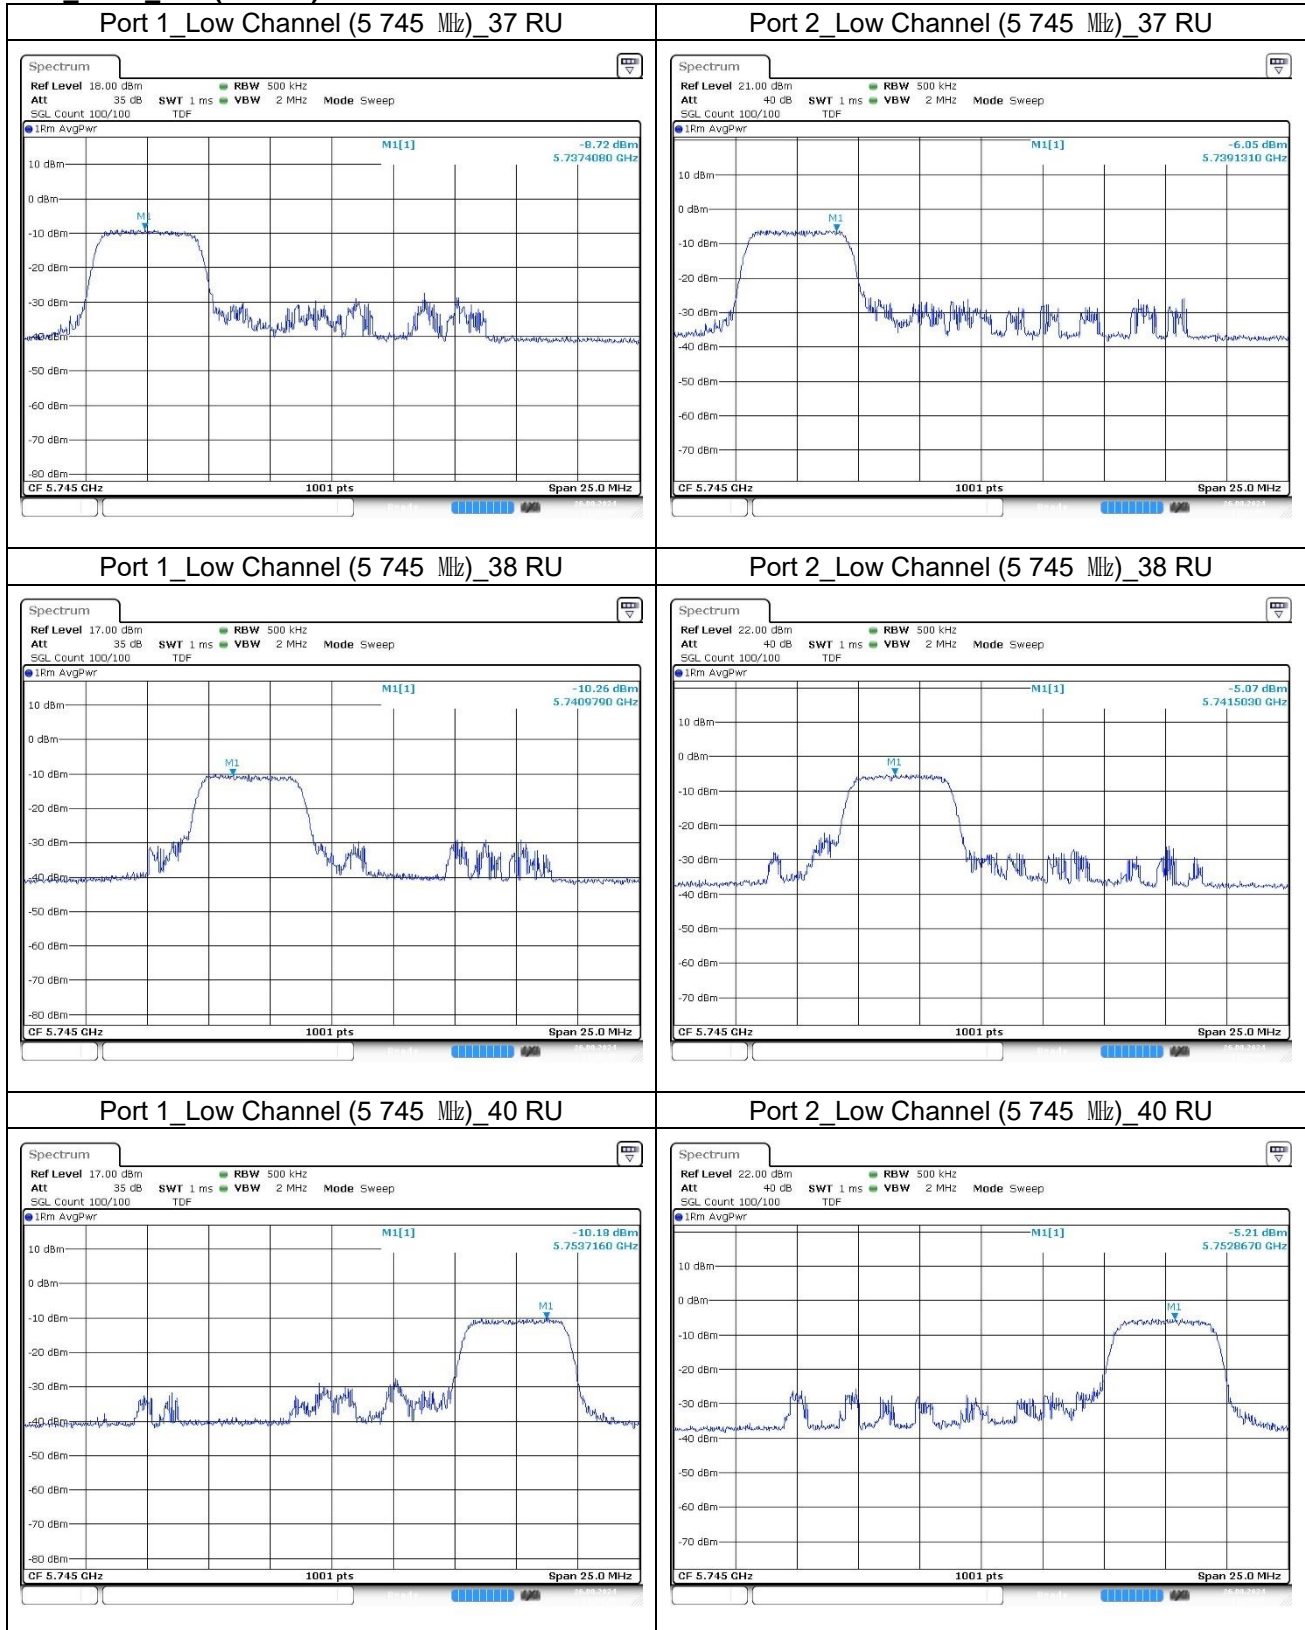 Port 1_Low Channel (5 745 ㎒)_37 RU
Port 2_Low Channel (5 745 ㎒)_37 RU
Spectrum
Ref Level 18.00 dBm RBW 500 kHz
Att 35 dB SWT 1 ms VBW 2 MHz Mode Sweep
SGL Count 100/100 TDF
1Rm AvgPwr
M1[1] -8.72 dBm
5.7374080 GHz
10 dBm
0 dBm
M1
-10 dBm
-20 dBm
-30 dBm
-40 dBm
-50 dBm
-60 dBm
-70 dBm
-80 dBm
CF 5.745 GHz 1001 pts Span 25.0 MHz
Spectrum
Ref Level 21.00 dBm RBW 500 kHz
Att 40 dB SWT 1 ms VBW 2 MHz Mode Sweep
SGL Count 100/100 TDF
1Rm AvgPwr
M1[1] -6.05 dBm
5.7391310 GHz
10 dBm
0 dBm
M1
-10 dBm
-20 dBm
-30 dBm
-40 dBm
-50 dBm
-60 dBm
-70 dBm
CF 5.745 GHz 1001 pts Span 25.0 MHz
Port 1_Low Channel (5 745 ㎒)_38 RU
Port 2_Low Channel (5 745 ㎒)_38 RU
Spectrum
Ref Level 17.00 dBm RBW 500 kHz
Att 35 dB SWT 1 ms VBW 2 MHz Mode Sweep
SGL Count 100/100 TDF
1Rm AvgPwr
M1[1] -10.26 dBm
5.7409790 GHz
10 dBm
0 dBm
M1
-10 dBm
-20 dBm
-30 dBm
-40 dBm
-50 dBm
-60 dBm
-70 dBm
-80 dBm
CF 5.745 GHz 1001 pts Span 25.0 MHz
Spectrum
Ref Level 22.00 dBm RBW 500 kHz
Att 40 dB SWT 1 ms VBW 2 MHz Mode Sweep
SGL Count 100/100 TDF
1Rm AvgPwr
M1[1] -5.07 dBm
5.7415030 GHz
10 dBm
0 dBm
M1
-10 dBm
-20 dBm
-30 dBm
-40 dBm
-50 dBm
-60 dBm
-70 dBm
CF 5.745 GHz 1001 pts Span 25.0 MHz
Port 1_Low Channel (5 745 ㎒)_40 RU
Port 2_Low Channel (5 745 ㎒)_40 RU
Spectrum
Ref Level 17.00 dBm RBW 500 kHz
Att 35 dB SWT 1 ms VBW 2 MHz Mode Sweep
SGL Count 100/100 TDF
1Rm AvgPwr
M1[1] -10.18 dBm
5.7537160 GHz
10 dBm
0 dBm
M1
-10 dBm
-20 dBm
-30 dBm
-40 dBm
-50 dBm
-60 dBm
-70 dBm
-80 dBm
CF 5.745 GHz 1001 pts Span 25.0 MHz
Spectrum
Ref Level 22.00 dBm RBW 500 kHz
Att 40 dB SWT 1 ms VBW 2 MHz Mode Sweep
SGL Count 100/100 TDF
1Rm AvgPwr
M1[1] -5.21 dBm
5.7528670 GHz
10 dBm
0 dBm
M1
-10 dBm
-20 dBm
-30 dBm
-40 dBm
-50 dBm
-60 dBm
-70 dBm
CF 5.745 GHz 1001 pts Span 25.0 MHz